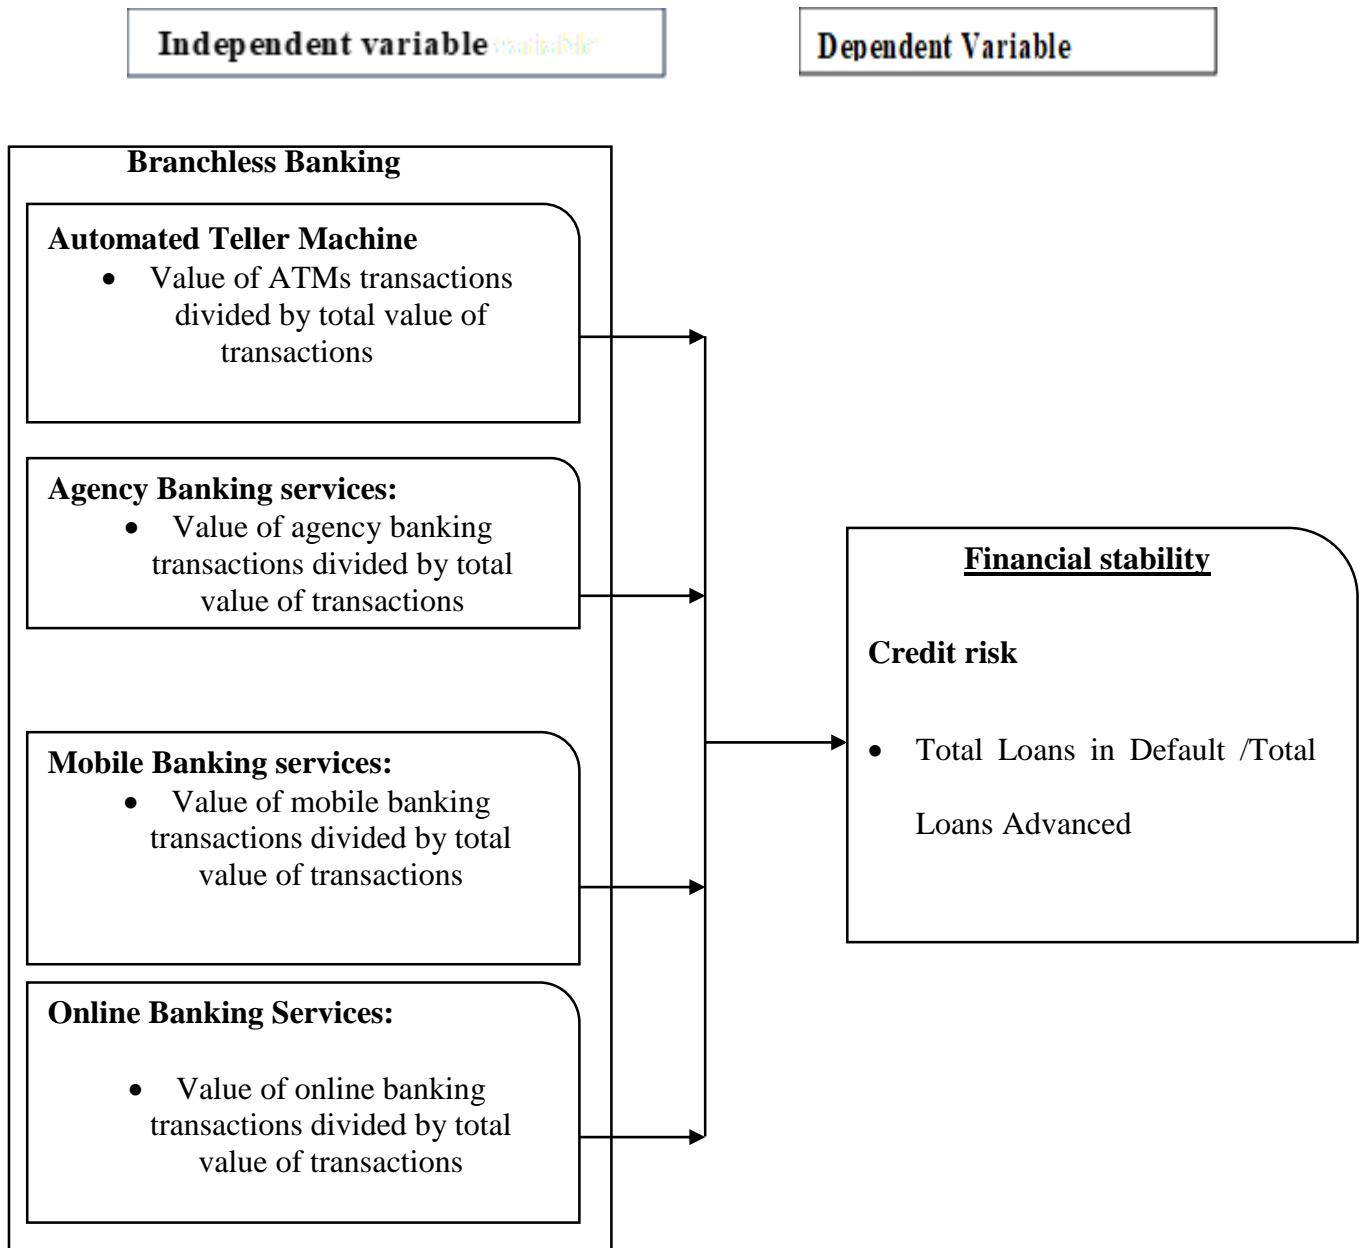 Independent variable variable
Dependent Variable
Branchless Banking
Automated Teller Machine
• Value of ATMs transactions
divided by total value of
transactions
Agency Banking services:
• Value of agency banking
transactions divided by total
value of transactions
Mobile Banking services:
• Value of mobile banking
transactions divided by total
value of transactions
Online Banking Services:
• Value of online banking
transactions divided by total
value of transactions
Financial stability
Credit risk
• Total Loans in Default /Total
Loans Advanced